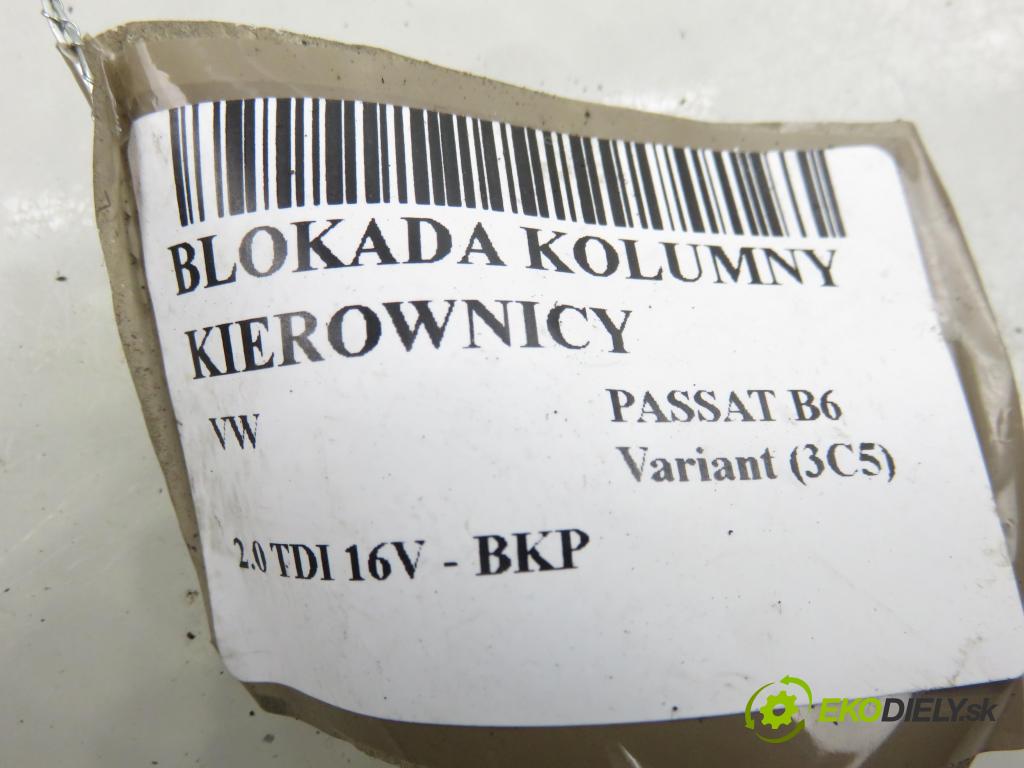 BLOKADA KOLUMNY
KIEROWNICY
VW
PASSAT B6
Variant (3C5)
2.0 TDI 16V - BKP
EKODIELY.sk